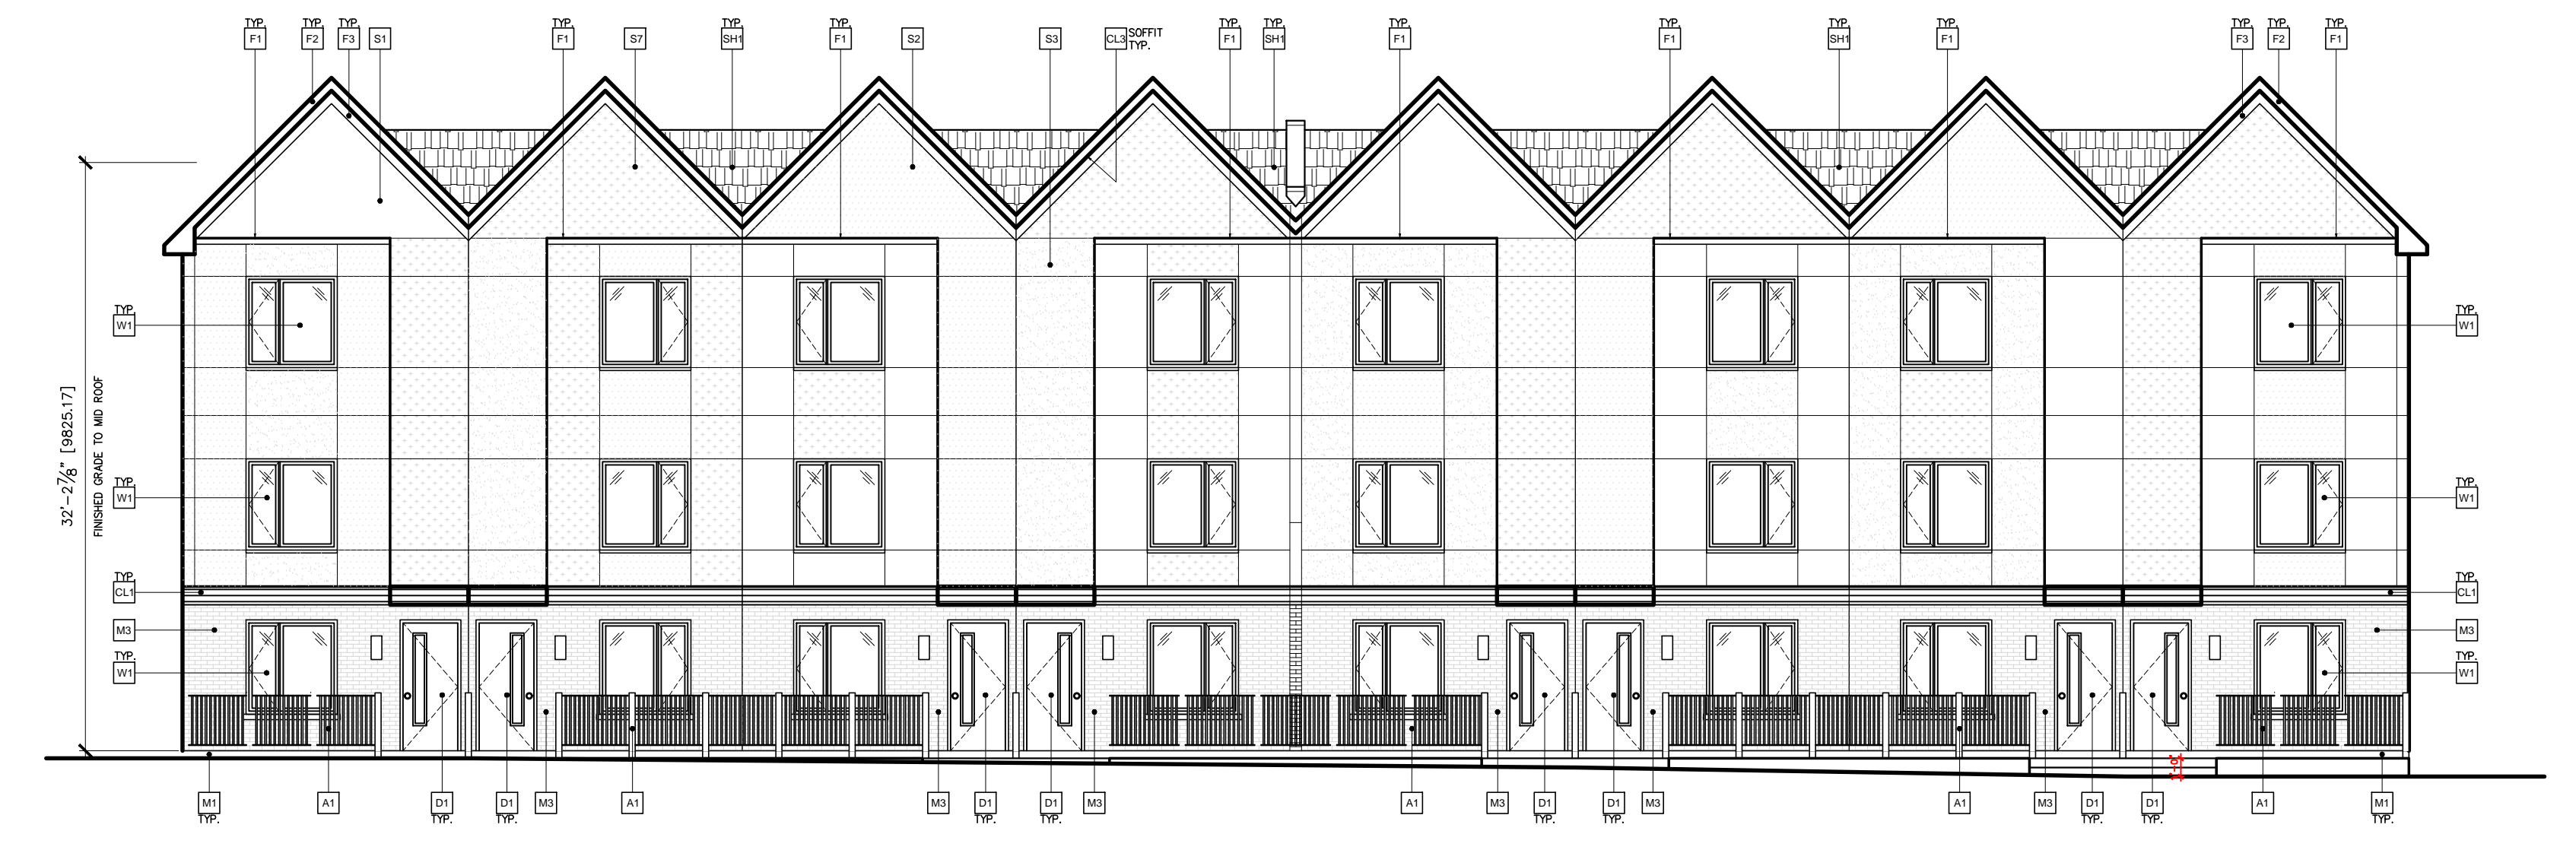 TYP. TYP. TYP. TYP. TYP. TYP. SOFFIT TYP. TYP. TYP. TYP. TYP. TYP. TYP. TYP. TYP.
F1 F2 F3 S1 F1 S7 SH1 F1 S2 S3 CL3 TYP. F1 SH1 F1 F1 SH1 F1 F3 F2 F1
32'-2⅞" [9825.17]
FINISHED GRADE TO MID ROOF
TYP. TYP.
W1 W1
TYP. TYP.
W1 W1
TYP. TYP.
CL1 CL1
M3 M3
TYP. TYP.
W1 W1
M1 A1 D1 D1 M3 A1 M3 D1 D1 M3 A1 M3 D1 D1 M3 A1 M3 D1 D1 A1 M1
TYP. TYP. TYP. TYP. TYP. TYP. TYP. TYP. TYP. TYP.